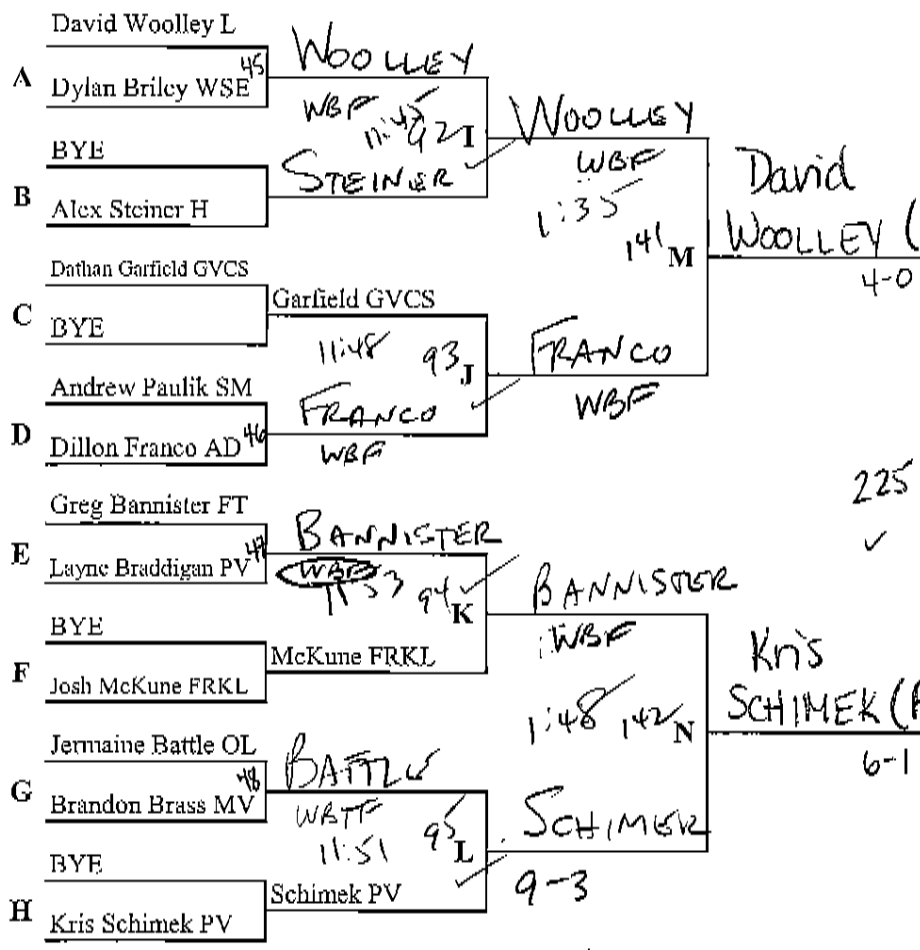 David Woolley L
A
Dylan Briley WSE
45
WOOLLEY
WBF
11:45
92 I
BYE
B
Alex Steiner H
STEINER
WOOLLEY
WBF
1:35
141 M
David
WOOLLEY (
4-0
Dathan Garfield GVCS
C
BYE
Garfield GVCS
11:48
93 J
Andrew Paulik SM
D
Dillon Franco AD
46
FRANCO
WBF
FRANCO
WBF
225
Greg Bannister FT
E
Layne Braddigan PV
47
BANNISTER
WBF
11:53
94 K
BYE
F
Josh McKune FRKL
McKune FRKL
BANNISTER
WBF
1:48
142 N
Kris
SCHIMEK (
6-1
Jermaine Battle OL
G
Brandon Brass MV
48
BATTLE
WBTF
11:51
95 L
BYE
H
Kris Schimek PV
Schimek PV
SCHIMEK
9-3